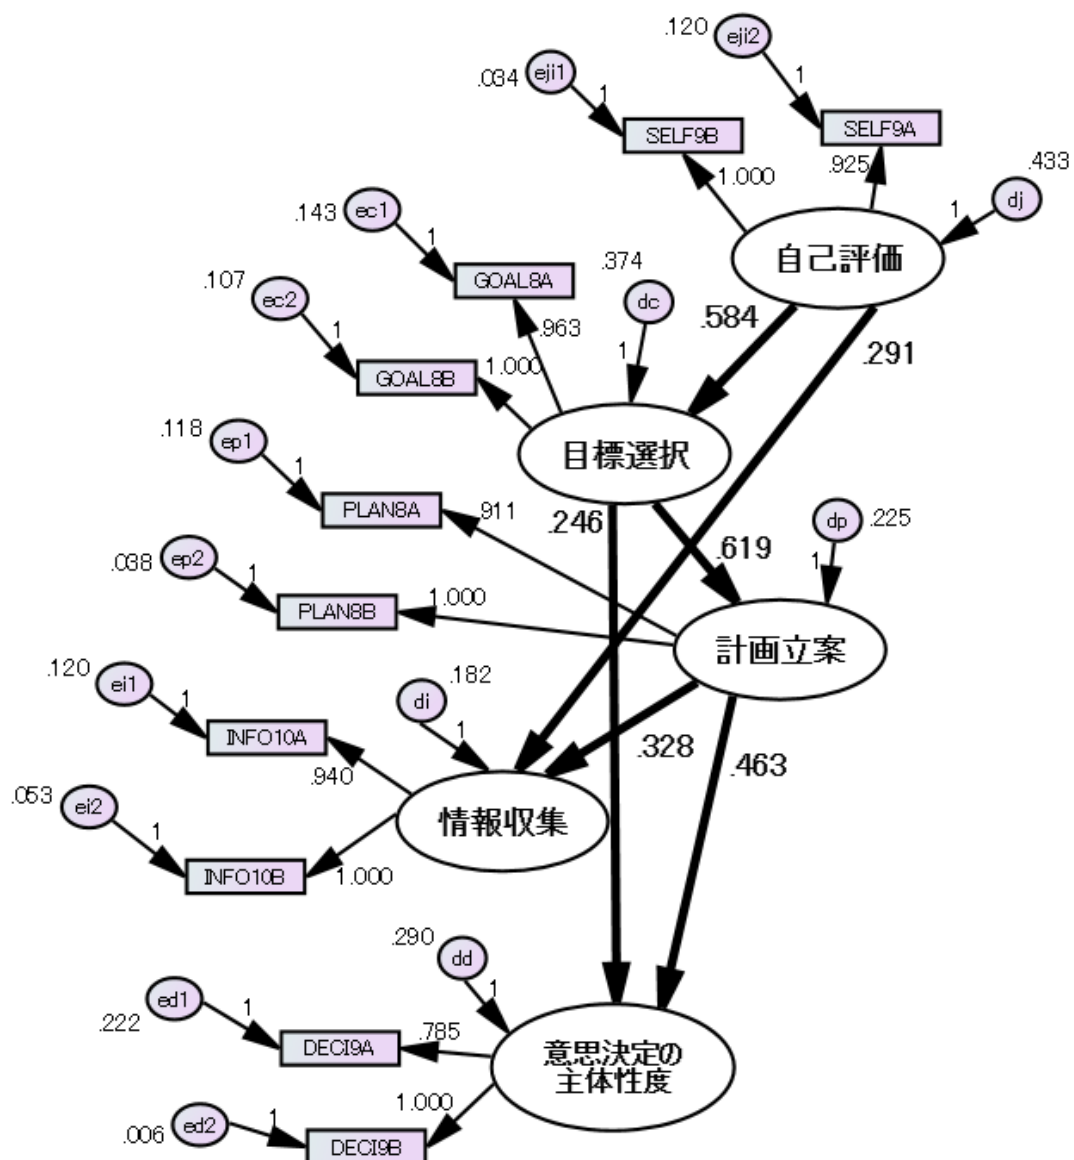 .120
eji2
1
.034
eji1
1
SELF9B
SELF9A
1.000
.925
.433
dj
1
自己評価
.143
ec1
1
GOAL8A
.963
.374
dc
1
.584
.291
.107
ec2
1
GOAL8B
1.000
目標選択
.118
ep1
1
PLAN8A
.911
.246
.619
dp
.225
1
.038
ep2
1
PLAN8B
1.000
計画立案
.120
ei1
1
INFO10A
.940
di
.182
1
.328
.463
.053
ei2
1
INFO10B
1.000
情報収集
.290
dd
1
.222
ed1
1
DECI9A
.785
意思決定の
主体性度
.006
ed2
1
DECI9B
1.000